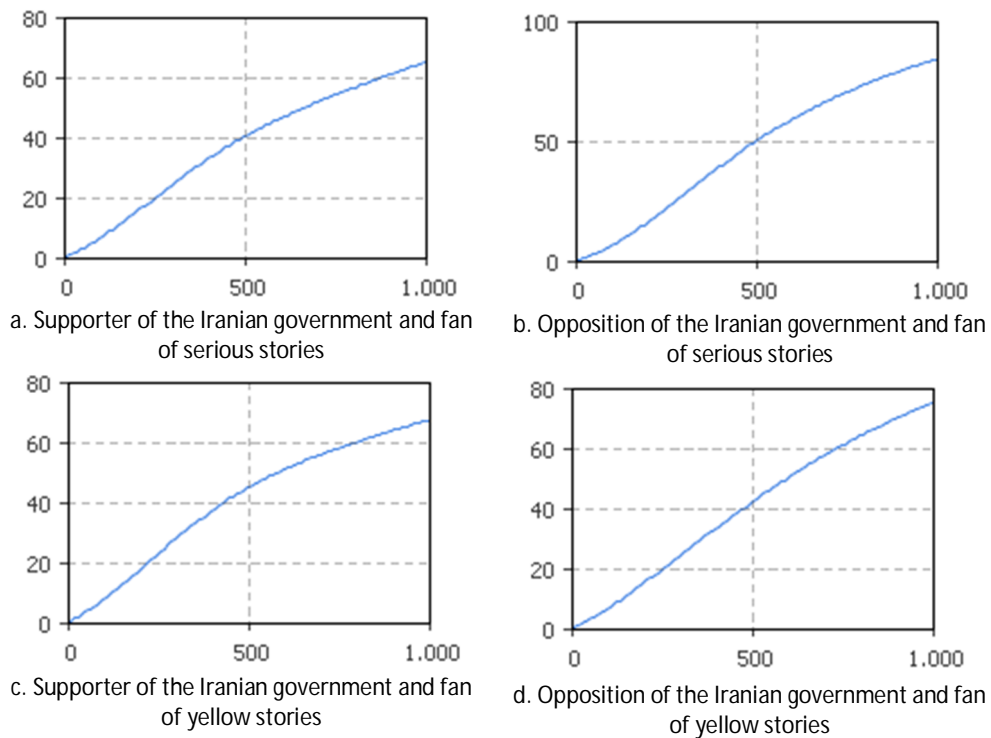 80
60
40
20
0
0 500 1.000
a. Supporter of the Iranian government and fan
of serious stories
100
50
0
0 500 1.000
b. Opposition of the Iranian government and fan
of serious stories
80
60
40
20
0
0 500 1.000
c. Supporter of the Iranian government and fan
of yellow stories
80
60
40
20
0
0 500 1.000
d. Opposition of the Iranian government and fan
of yellow stories